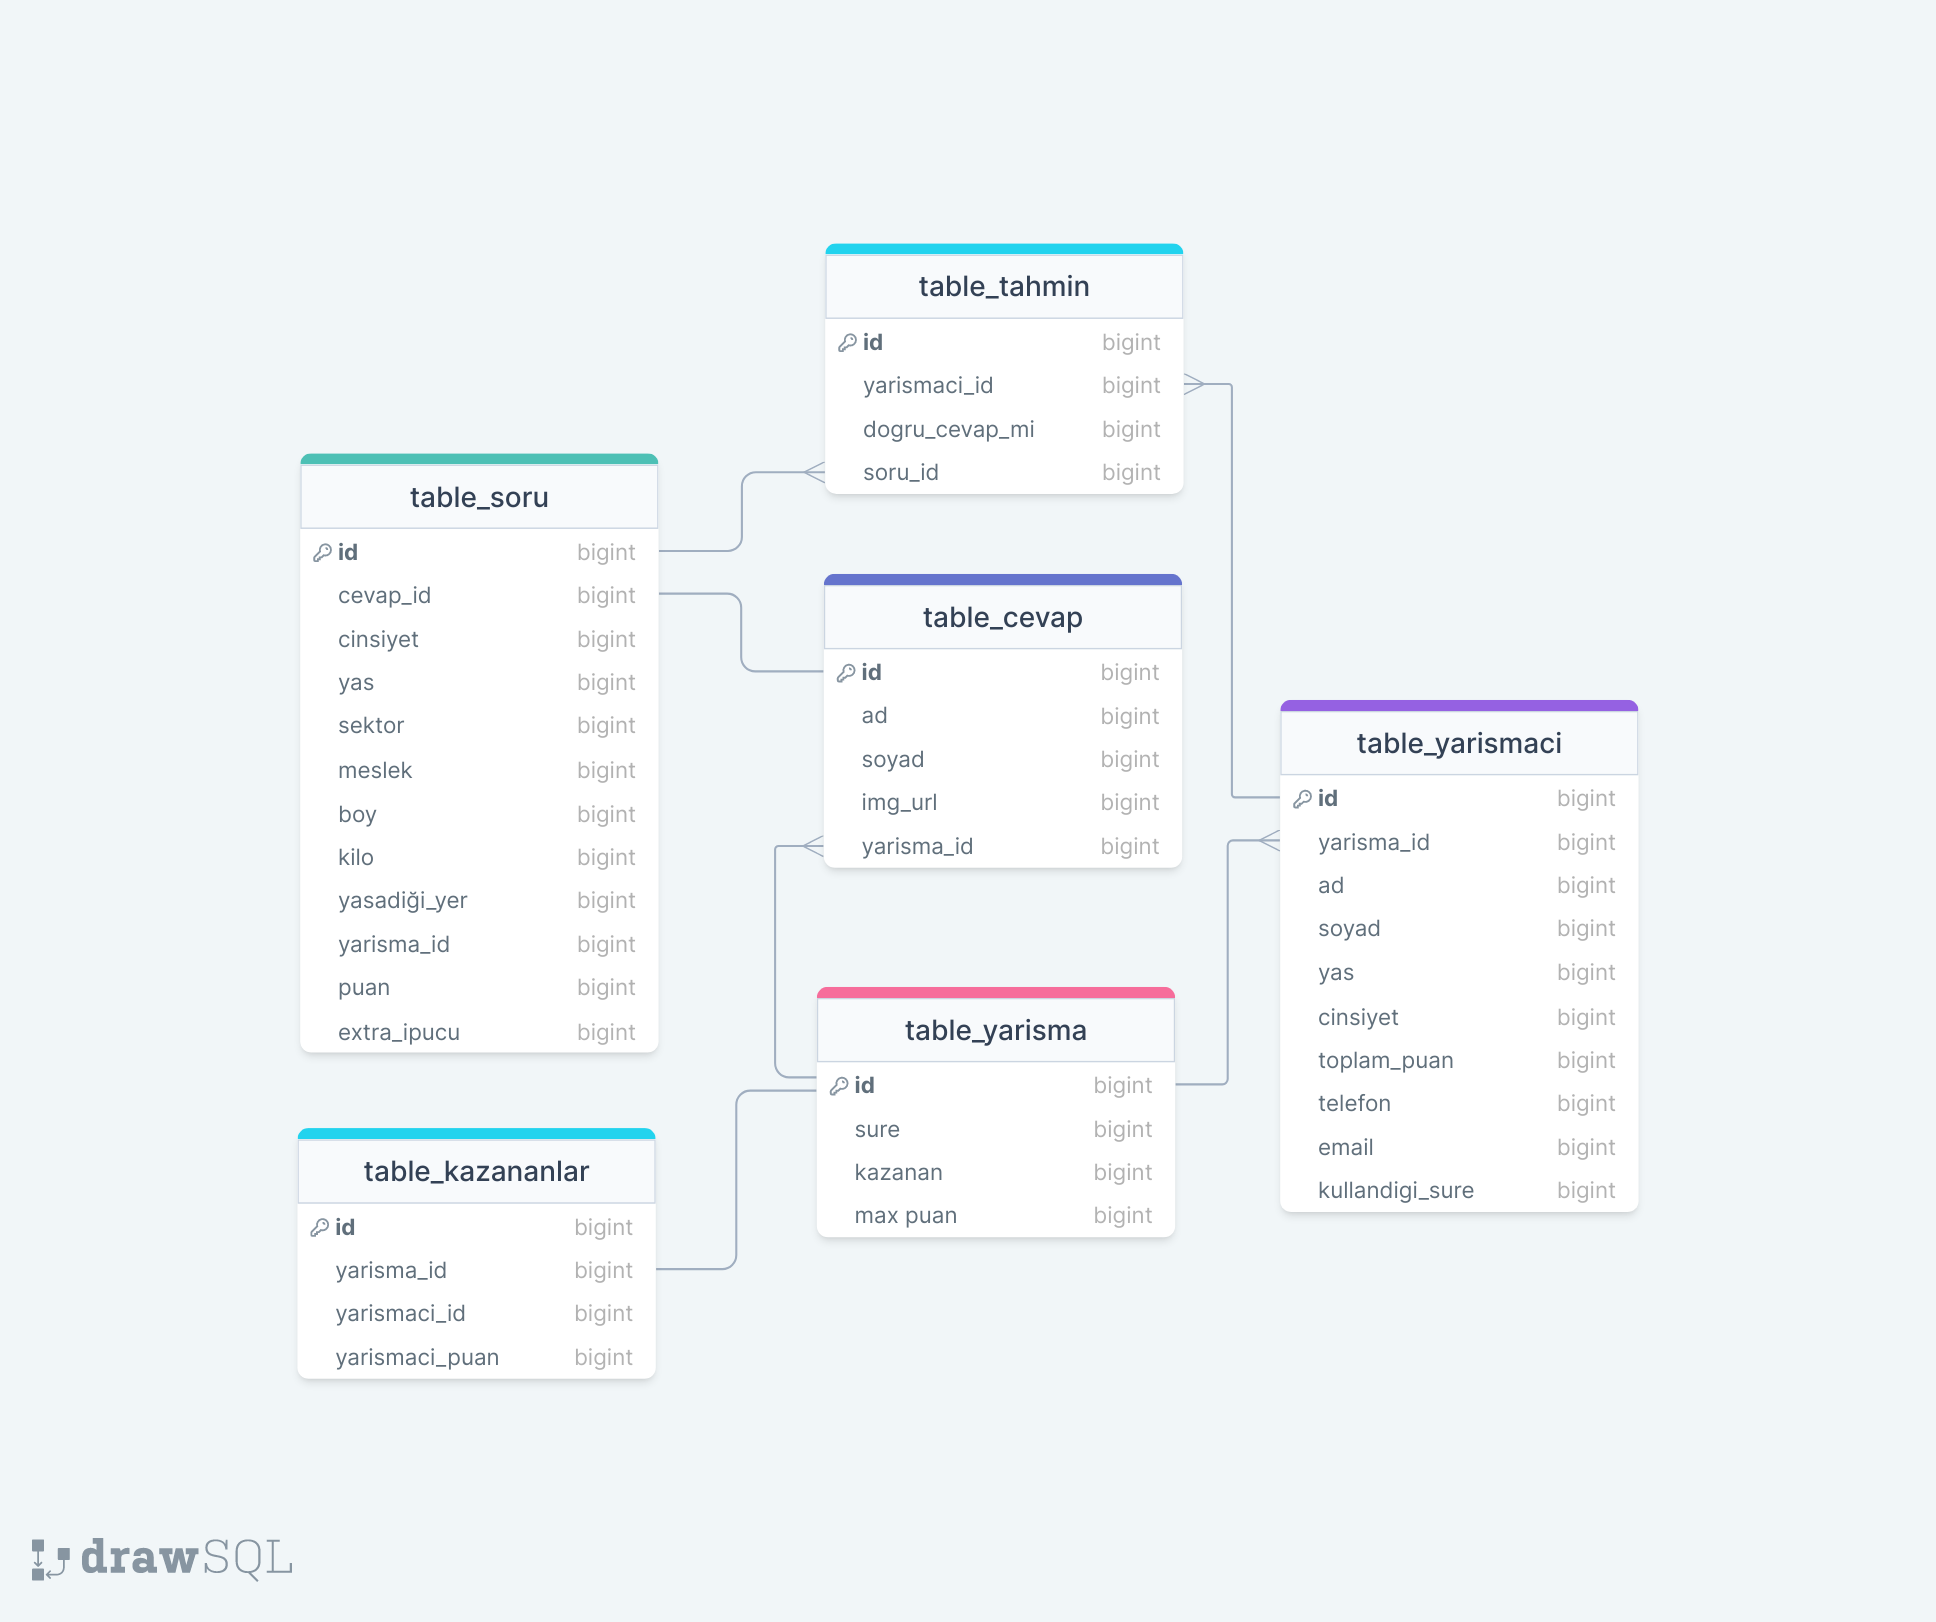 table_tahmin
id bigint
yarismaci_id bigint
dogru_cevap_mi bigint
soru_id bigint
table_soru
id bigint
cevap_id bigint
cinsiyet bigint
yas bigint
sektor bigint
meslek bigint
boy bigint
kilo bigint
yasadiği_yer bigint
yarisma_id bigint
puan bigint
extra_ipucu bigint
table_cevap
id bigint
ad bigint
soyad bigint
img_url bigint
yarisma_id bigint
table_yarismaci
id bigint
yarisma_id bigint
ad bigint
soyad bigint
yas bigint
cinsiyet bigint
toplam_puan bigint
telefon bigint
email bigint
kullandigi_sure bigint
table_yarisma
id bigint
sure bigint
kazanan bigint
max puan bigint
table_kazananlar
id bigint
yarisma_id bigint
yarismaci_id bigint
yarismaci_puan bigint
drawSQL